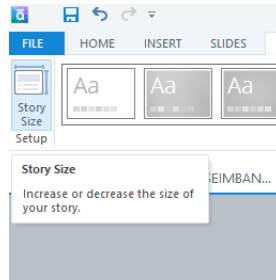 FILE HOME INSERT SLIDES
Aa Aa Aa
Story
Size
Setup
Story Size
Increase or decrease the size of
your story.
EIMBAN...